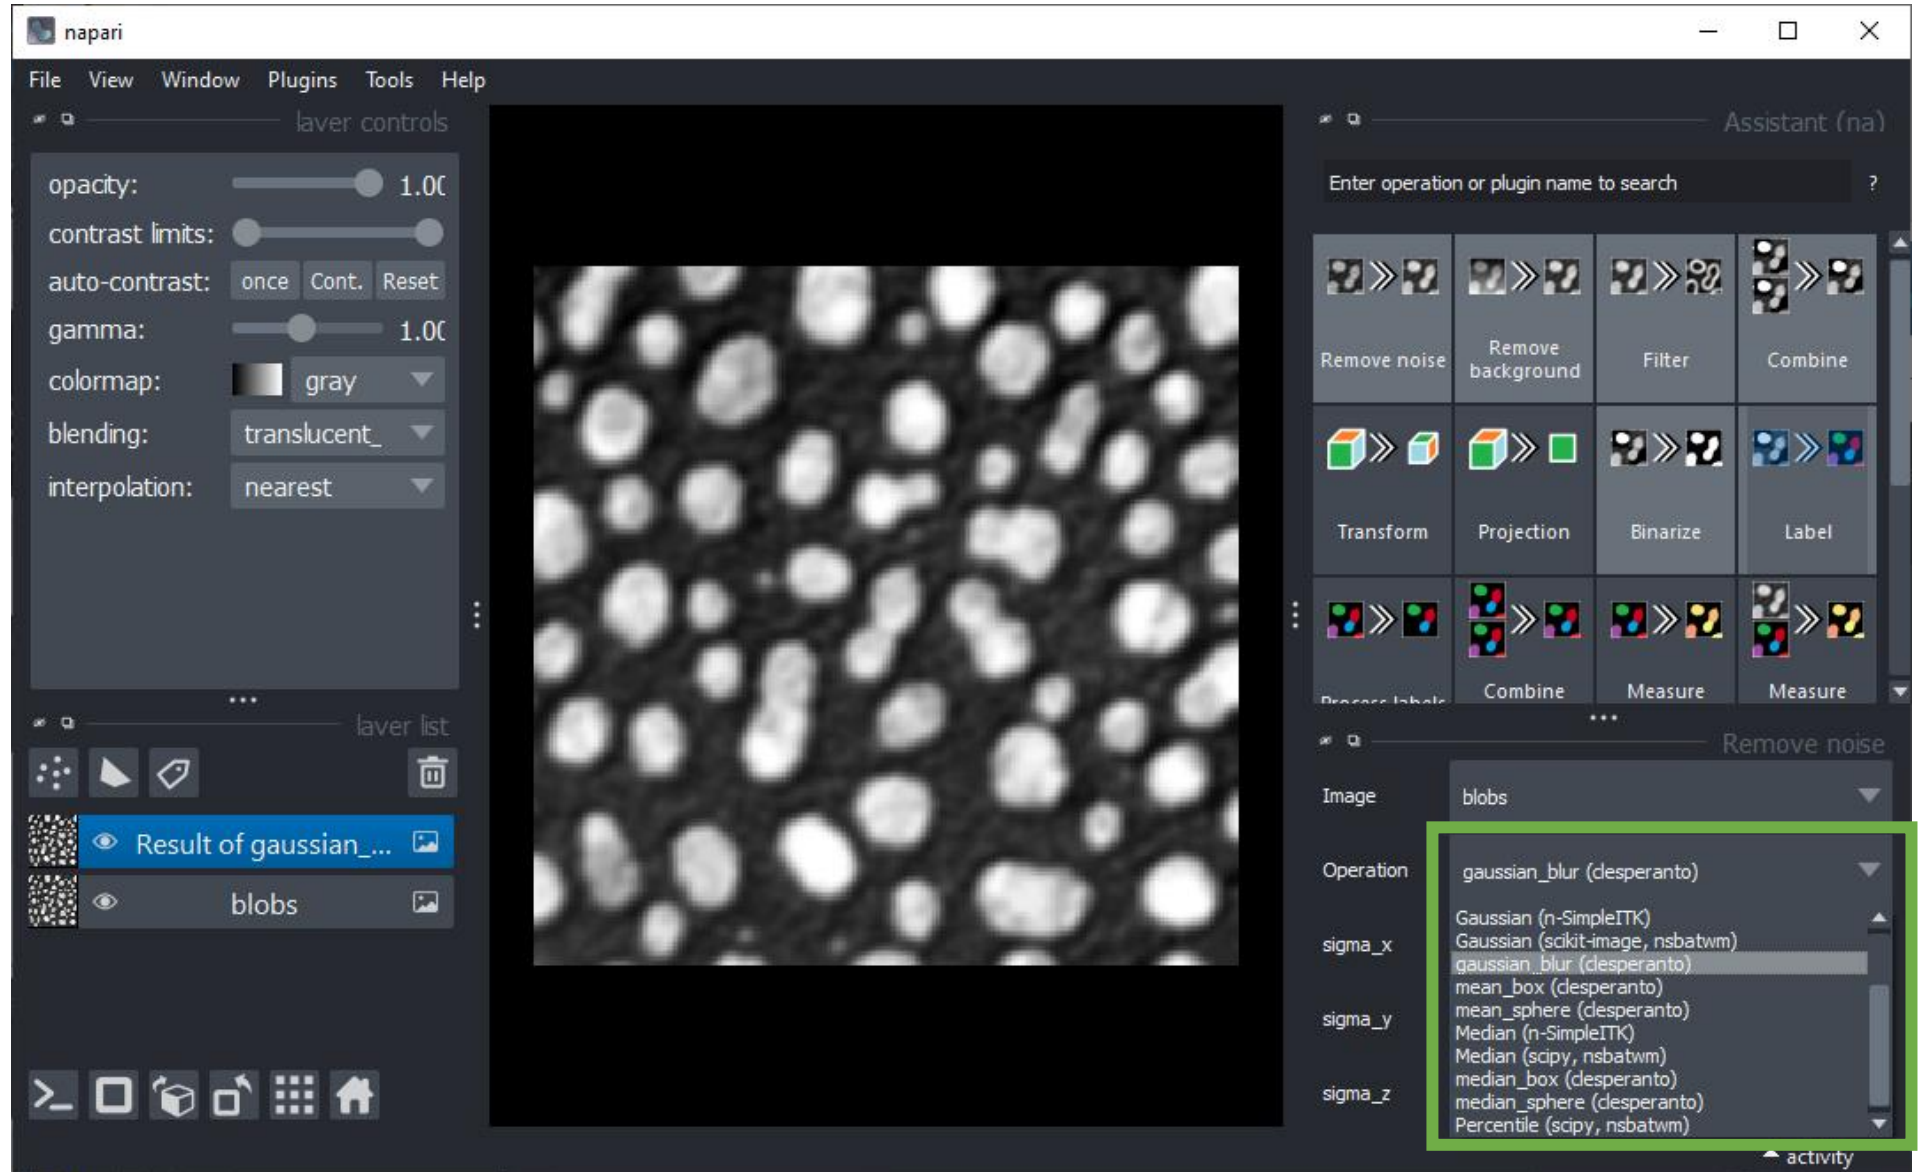 napari
File View Window Plugins Tools Help
layer controls
opacity: 1.00
contrast limits:
auto-contrast: once Cont. Reset
gamma: 1.00
colormap: gray
blending: translucent_
interpolation: nearest
layer list
Result of gaussian_...
blobs
Assistant (na)
Enter operation or plugin name to search ?
Remove noise
Remove
background
Filter
Combine
Transform
Projection
Binarize
Label
Process labels
Combine
Measure
Measure
Remove noise
Image blobs
Operation gaussian_blur (clesperanto)
Gaussian (n-SimpleITK)
Gaussian (scikit-image, nsbatwm)
gaussian_blur (clesperanto)
mean_box (clesperanto)
mean_sphere (clesperanto)
Median (n-SimpleITK)
Median (scipy, nsbatwm)
median_box (clesperanto)
median_sphere (clesperanto)
Percentile (scipy, nsbatwm)
sigma_x
sigma_y
sigma_z
activity